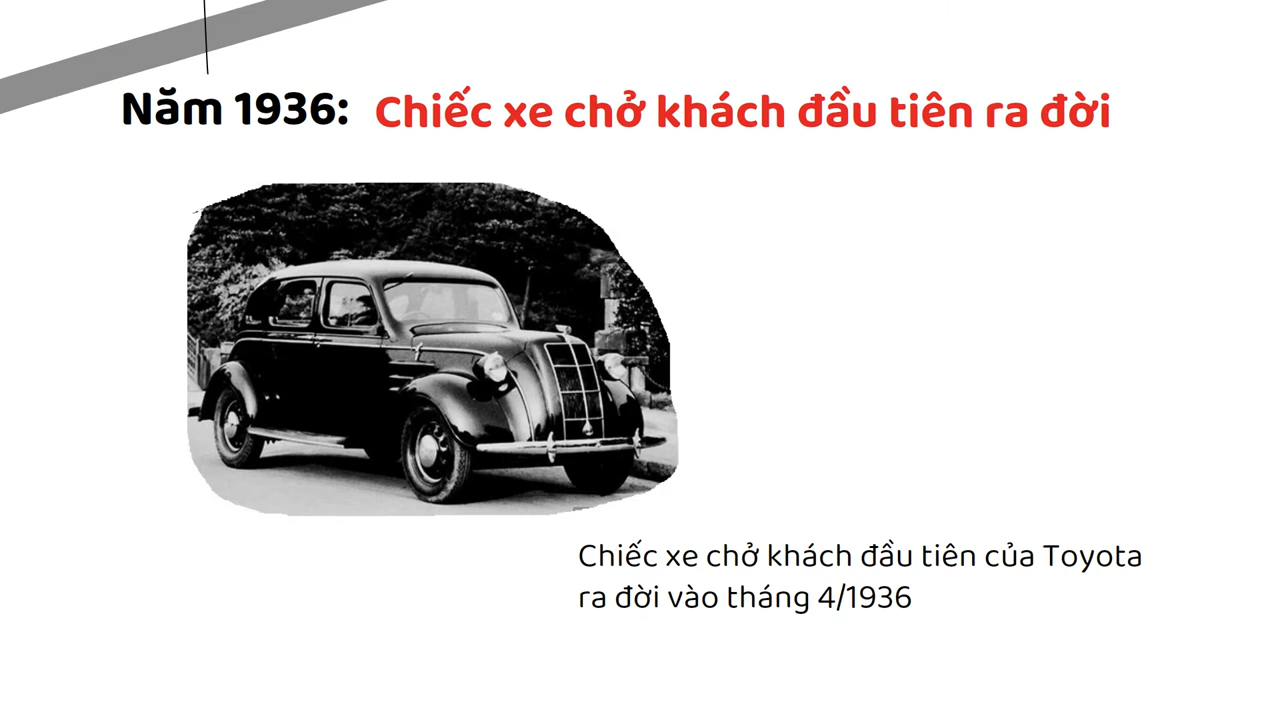 Năm 1936: Chiếc xe chở khách đầu tiên ra đời
Chiếc xe chở khách đầu tiên của Toyota
ra đời vào tháng 4/1936